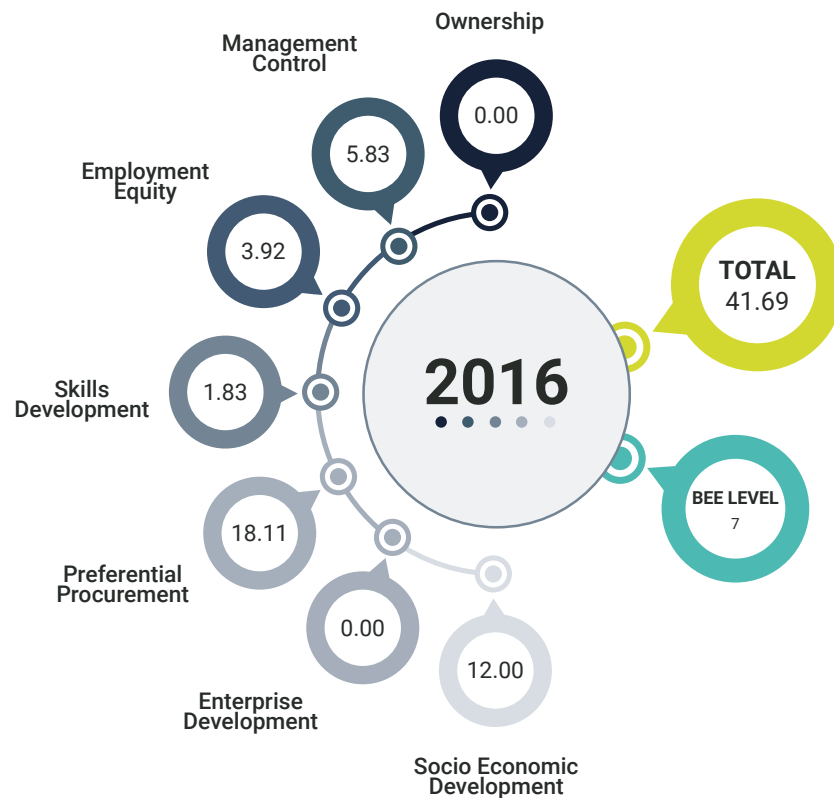 Ownership
0.00
Management
Control
5.83
Employment
Equity
3.92
Skills
Development
1.83
Preferential
Procurement
18.11
Enterprise
Development
0.00
Socio Economic
Development
12.00
2016
TOTAL
41.69
BEE LEVEL
7